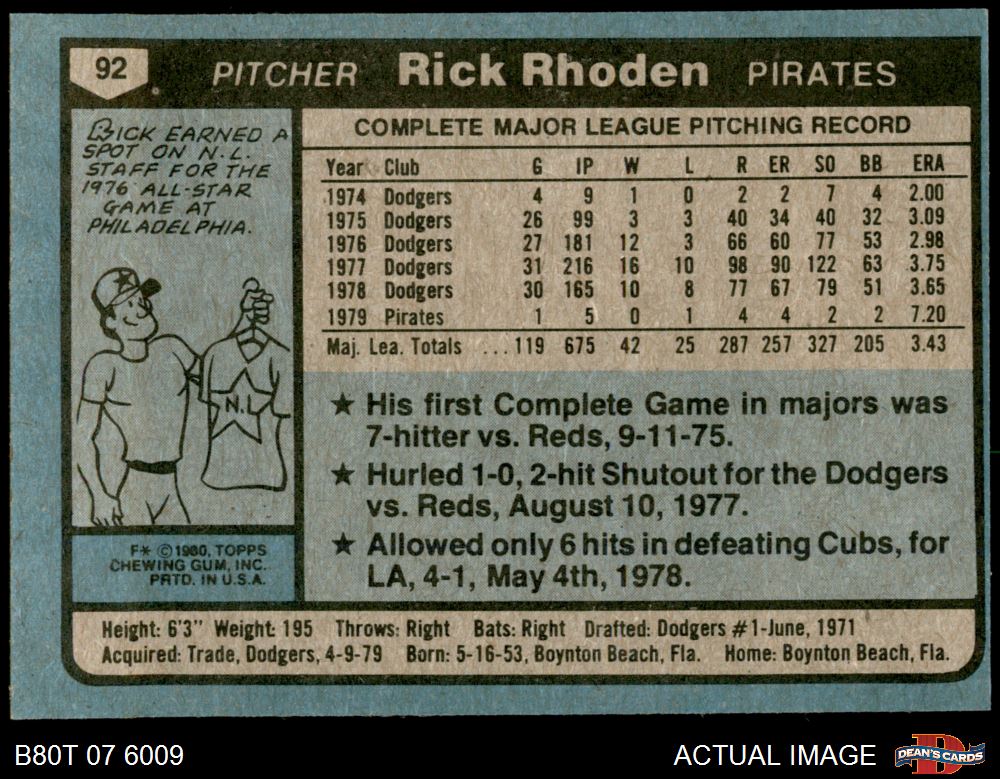 92 PITCHER Rick Rhoden PIRATES
RICK EARNED A
SPOT ON N.L.
STAFF FOR THE
1976 ALL-STAR
GAME AT
PHILADELPHIA.
N.L.
F* © 1980, TOPPS
CHEWING GUM, INC.
PRTD. IN U.S.A.
COMPLETE MAJOR LEAGUE PITCHING RECORD
Year Club G IP W L R ER SO BB ERA
1974 Dodgers 4 9 1 0 2 2 7 4 2.00
1975 Dodgers 26 99 3 3 40 34 40 32 3.09
1976 Dodgers 27 181 12 3 66 60 77 53 2.98
1977 Dodgers 31 216 16 10 98 90 122 63 3.75
1978 Dodgers 30 165 10 8 77 67 79 51 3.65
1979 Pirates 1 5 0 1 4 4 2 2 7.20
Maj. Lea. Totals ...119 675 42 25 287 257 327 205 3.43
★ His first Complete Game in majors was
7-hitter vs. Reds, 9-11-75.
★ Hurled 1-0, 2-hit Shutout for the Dodgers
vs. Reds, August 10, 1977.
★ Allowed only 6 hits in defeating Cubs, for
LA, 4-1, May 4th, 1978.
Height: 6'3" Weight: 195 Throws: Right Bats: Right Drafted: Dodgers #1-June, 1971
Acquired: Trade, Dodgers, 4-9-79 Born: 5-16-53, Boynton Beach, Fla. Home: Boynton Beach, Fla.
B80T 07 6009
ACTUAL IMAGE
D
DEAN'S CARDS